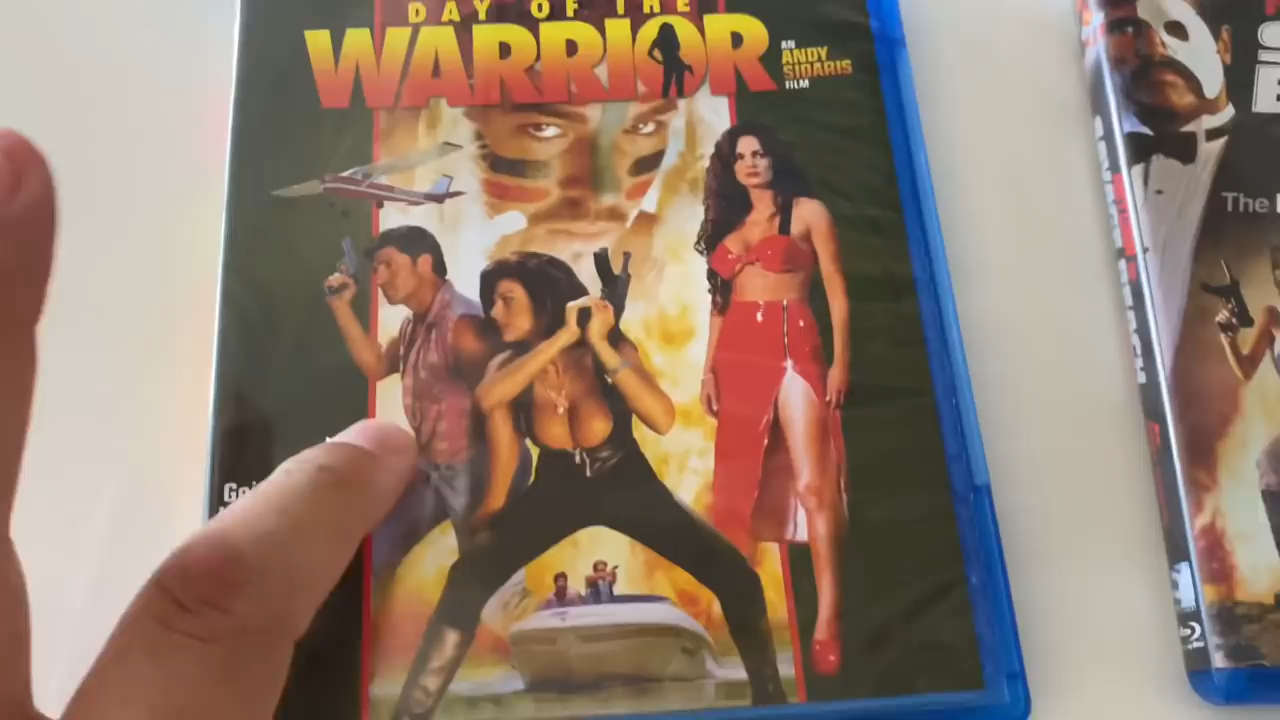 DAY OF THE
WARRIOR
AN
ANDY
SIDARIS
FILM
The